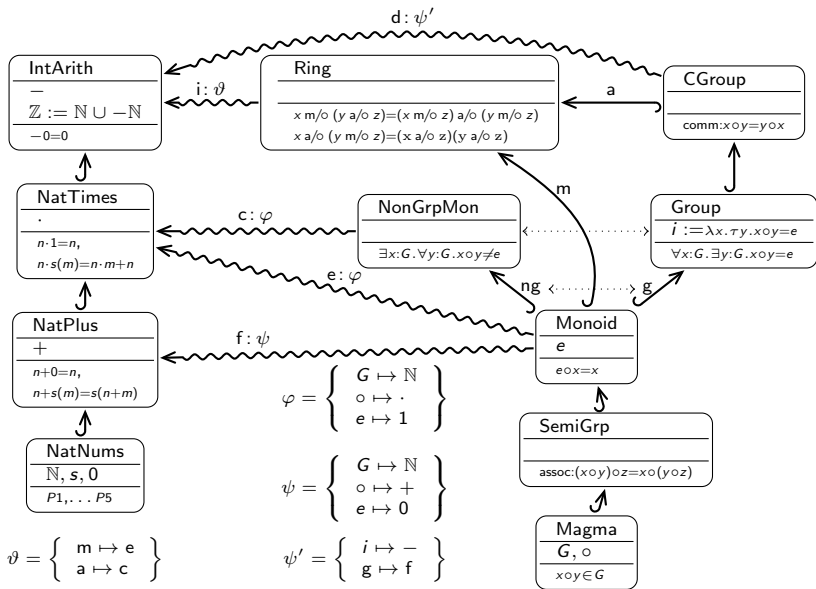 d: ψ′
IntArith
−
ℤ := ℕ ∪ −ℕ
−0=0
i: ϑ
Ring
x m/∘ (y a/∘ z)=(x m/∘ y) a/∘ (y m/∘ z)
x a/∘ (y m/∘ z)=(x a/∘ z)(y a/∘ z)
a
CGroup
comm:x∘y=y∘x
m
NatTimes
·
n·1=n,
n·s(m)=n·m+n
c: φ
NonGrpMon
∃x:G.∀y:G.x∘y≠e
Group
i :=λx.τy.x∘y=e
∀x:G.∃y:G.x∘y=e
e: φ
ng
g
NatPlus
+
n+0=n,
n+s(m)=s(n+m)
f: ψ
Monoid
e
e∘x=x
φ = {
G ↦ ℕ
∘ ↦ ·
e ↦ 1
}
NatNums
ℕ, s, 0
P1,...P5
ψ = {
G ↦ ℕ
∘ ↦ +
e ↦ 0
}
SemiGrp
assoc:(x∘y)∘z=x∘(y∘z)
Magma
G, ∘
x∘y∈G
ϑ = {
m ↦ e
a ↦ c
}
ψ′ = {
i ↦ −
g ↦ f
}